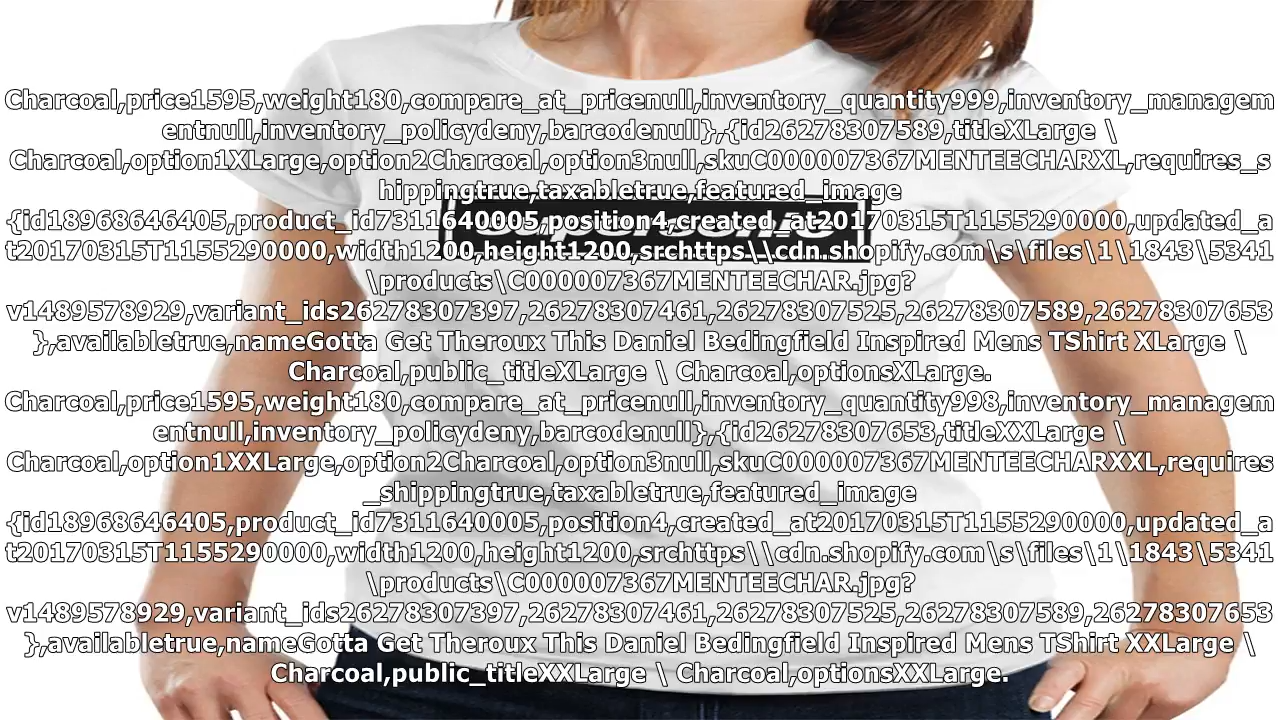 Charcoal,price1595,weight180,compare_at_pricenull,inventory_quantity999,inventory_managem
entnull,inventory_policydeny,barcodenull},{id26278307589,titleXLarge \
Charcoal,option1XLarge,option2Charcoal,option3null,skuC000007367MENTEECHARXL,requires_s
hippingtrue,taxabletrue,featured_image
{id18968646405,product_id7311640005,position4,created_at20170315T1155290000,updated_a
t20170315T1155290000,width1200,height1200,srchttps\\cdn.shopify.com\s\files\1\1843\5341
\products\C000007367MENTEECHAR.jpg?
v1489578929,variant_ids26278307397,26278307461,26278307525,26278307589,26278307653
},availabletrue,nameGotta Get Theroux This Daniel Bedingfield Inspired Mens TShirt XLarge \
Charcoal,public_titleXLarge \ Charcoal,optionsXLarge.
Charcoal,price1595,weight180,compare_at_pricenull,inventory_quantity998,inventory_managem
entnull,inventory_policydeny,barcodenull},{id26278307653,titleXXLarge \
Charcoal,option1XXLarge,option2Charcoal,option3null,skuC000007367MENTEECHARXXL,requires
_shippingtrue,taxabletrue,featured_image
{id18968646405,product_id7311640005,position4,created_at20170315T1155290000,updated_a
t20170315T1155290000,width1200,height1200,srchttps\\cdn.shopify.com\s\files\1\1843\5341
\products\C000007367MENTEECHAR.jpg?
v1489578929,variant_ids26278307397,26278307461,26278307525,26278307589,26278307653
},availabletrue,nameGotta Get Theroux This Daniel Bedingfield Inspired Mens TShirt XXLarge \
Charcoal,public_titleXXLarge \ Charcoal,optionsXXLarge.